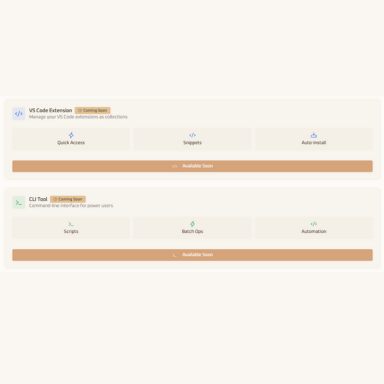 VS Code Extension
Coming Soon
Manage your VS Code extensions as collections
Quick Access
Snippets
Auto-Install
Available Soon
CLI Tool
Coming Soon
Command-line interface for power users
Scripts
Batch Ops
Automation
Available Soon